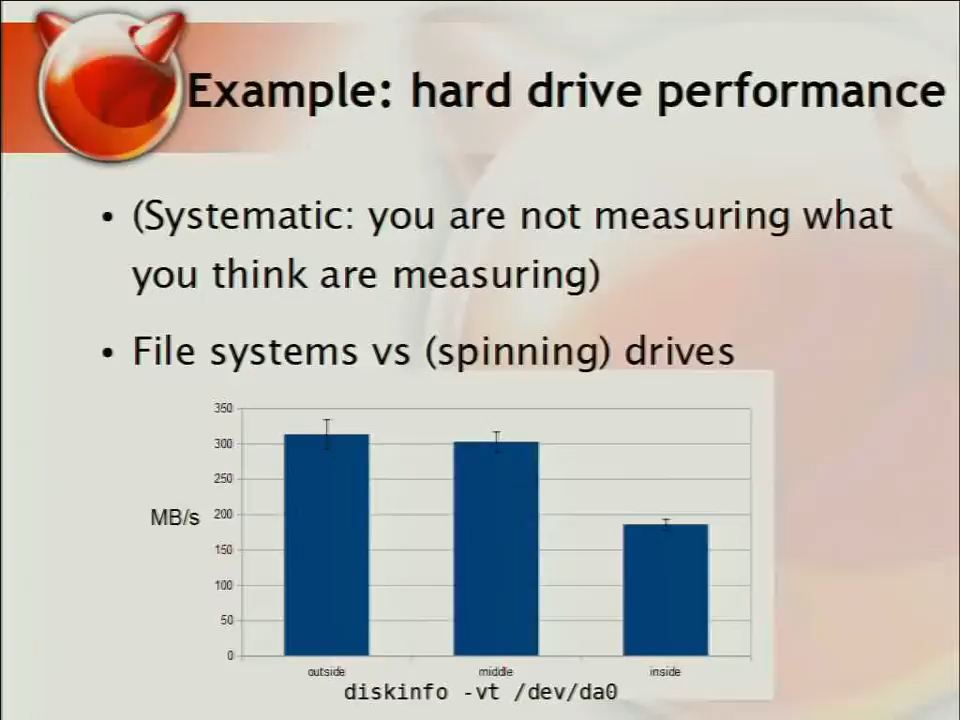 Example: hard drive performance
• (Systematic: you are not measuring what
you think are measuring)
• File systems vs (spinning) drives
350
300
250
MB/s 200
150
100
50
0
outside middle inside
diskinfo -vt /dev/da0